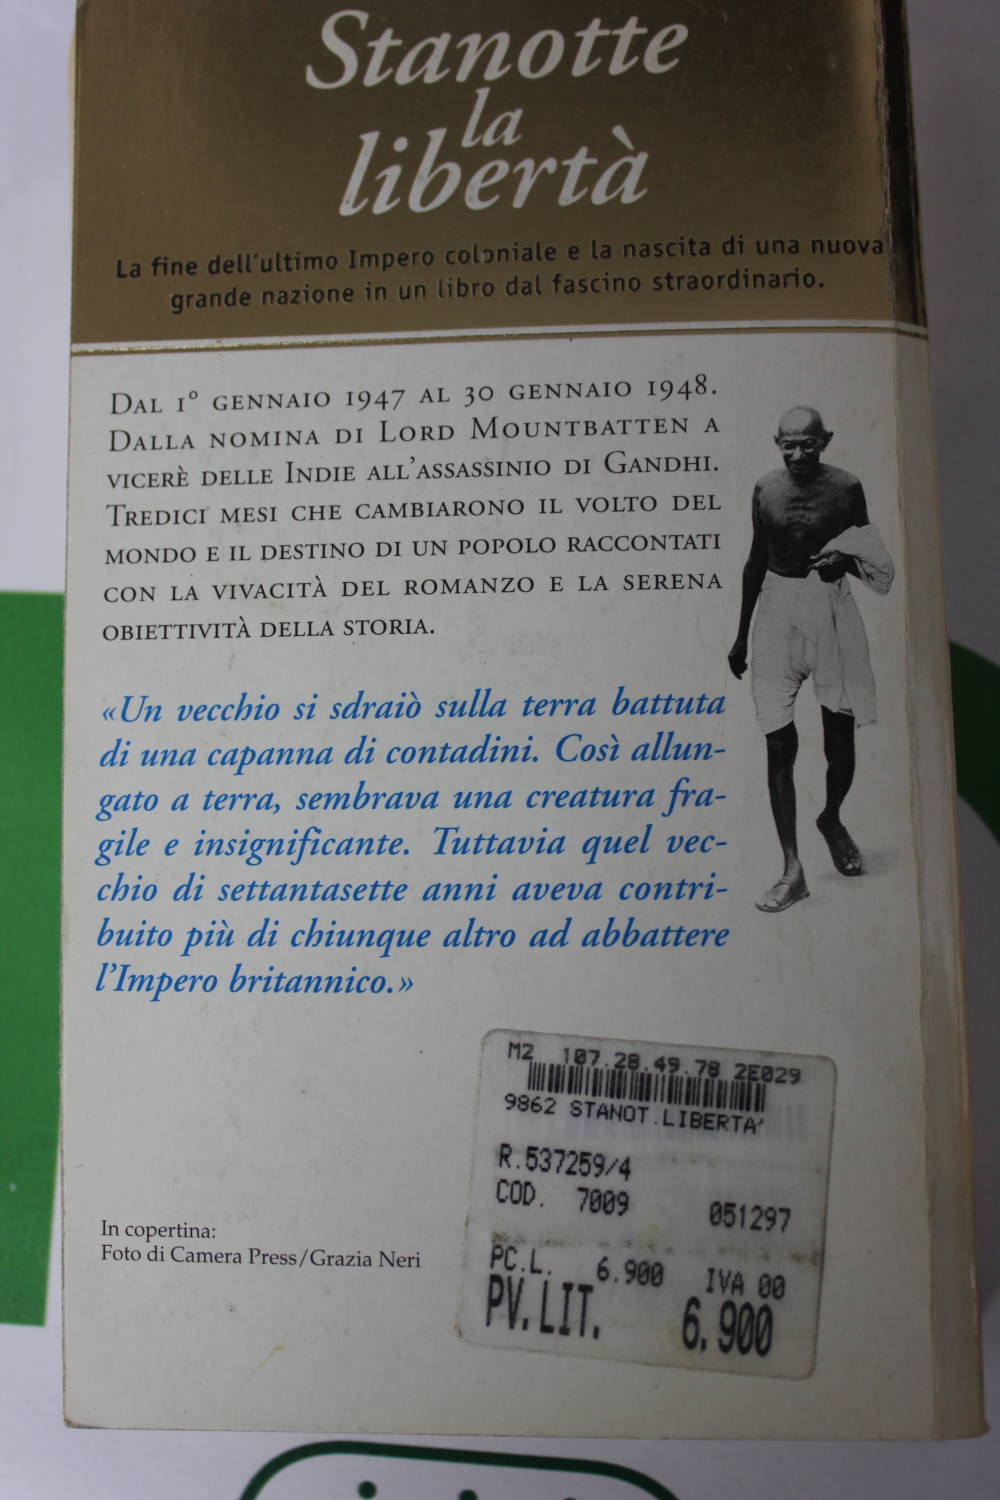 Stanotte
la
libertà
La fine dell'ultimo Impero coloniale e la nascita di una nuova
grande nazione in un libro dal fascino straordinario.
Dal 1° gennaio 1947 al 30 gennaio 1948.
Dalla nomina di Lord Mountbatten a
vicerè delle Indie all'assassinio di Gandhi.
Tredici mesi che cambiarono il volto del
mondo e il destino di un popolo raccontati
con la vivacità del romanzo e la serena
obiettività della storia.
«Un vecchio si sdraiò sulla terra battuta
di una capanna di contadini. Così allun-
gato a terra, sembrava una creatura fra-
gile e insignificante. Tuttavia quel vec-
chio di settantasette anni aveva contri-
buito più di chiunque altro ad abbattere
l'Impero britannico.»
M2 107.28.49.78 2E029
9862 STANOT.LIBERTA'
R.537259/4
COD. 7009 051297
PC.L. 6.900 IVA 00
PV.LIT. 6.900
In copertina:
Foto di Camera Press/Grazia Neri